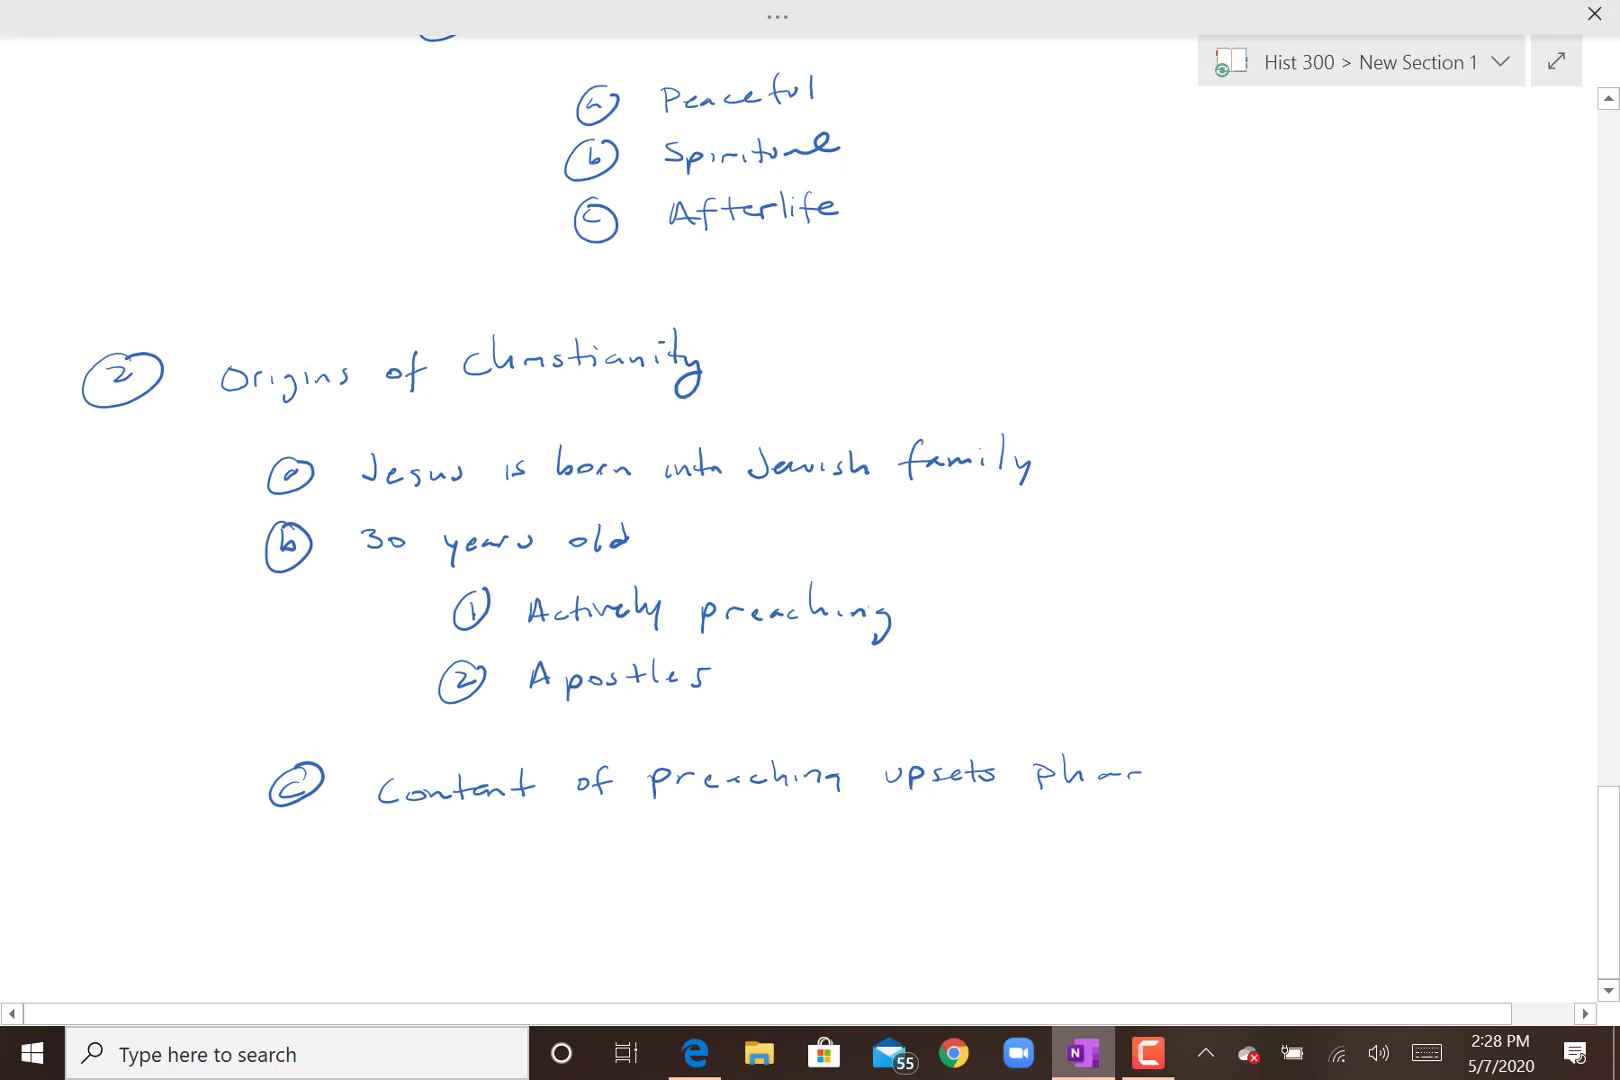 Hist 300 > New Section 1
a Peaceful
b Spiritual
c Afterlife
2 Origins of Christianity
a Jesus is born into Jewish family
b 30 years old
1 Actively preaching
2 Apostles
c Content of preaching upsets phar
Type here to search
55
N
2:28 PM
5/7/2020